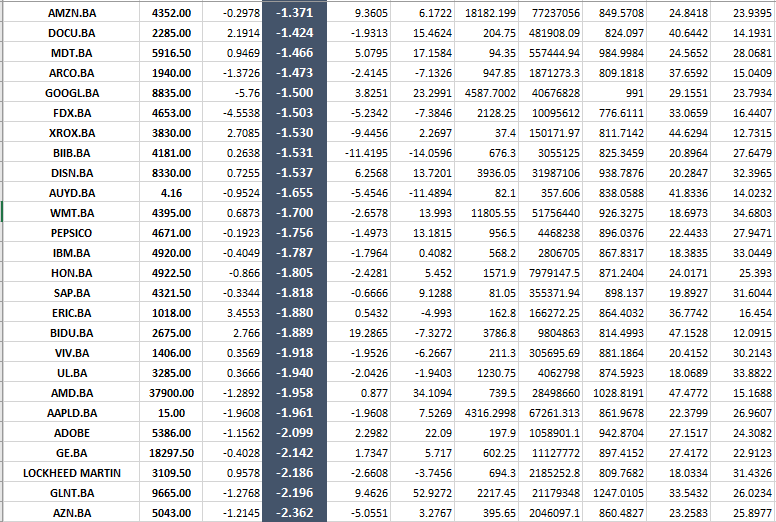 AMZN.BA 4352.00 -0.2978 -1.371 9.3605 6.1722 18182.199 77237056 849.5708 24.8418 23.9395
DOCU.BA 2285.00 2.1914 -1.424 -1.9313 15.4624 204.75 481908.09 824.097 40.6442 14.1931
MDT.BA 5916.50 0.9469 -1.466 5.0795 17.1584 94.35 557444.94 984.9984 24.5652 28.0681
ARCO.BA 1940.00 -1.3726 -1.473 -2.4145 -7.1326 947.85 1871273.3 809.1818 37.6592 15.0409
GOOGL.BA 8835.00 -5.76 -1.500 3.8251 23.2991 4587.7002 40676828 991 29.1551 23.7934
FDX.BA 4653.00 -4.5538 -1.503 -5.2342 -7.3846 2128.25 10095612 776.6111 33.0659 16.4407
XROX.BA 3830.00 2.7085 -1.530 -9.4456 2.2697 37.4 150171.97 811.7142 44.6294 12.7315
BIIB.BA 4181.00 0.2638 -1.531 -11.4195 -14.0596 676.3 3055125 825.3459 20.8964 27.6479
DISN.BA 8330.00 0.7255 -1.537 6.2568 13.7201 3936.05 31987106 938.7876 20.2847 32.3965
AUYD.BA 4.16 -0.9524 -1.655 -5.4546 -11.4894 82.1 357.606 838.0588 41.8336 14.0232
WMT.BA 4395.00 0.6873 -1.700 -2.6578 13.993 11805.55 51756440 926.3275 18.6973 34.6803
PEPSICO 4671.00 -0.1923 -1.756 -1.4973 13.1815 956.5 4468238 896.0376 22.4433 27.9471
IBM.BA 4920.00 -0.4049 -1.787 -1.7964 0.4082 568.2 2806705 867.8317 18.3835 33.0449
HON.BA 4922.50 -0.866 -1.805 -2.4281 5.452 1571.9 7979147.5 871.2404 24.0171 25.393
SAP.BA 4321.50 -0.3344 -1.818 -0.6666 9.1288 81.05 355371.94 898.137 19.8927 31.6044
ERIC.BA 1018.00 3.4553 -1.880 0.5432 -4.993 162.8 166272.25 864.4032 36.7742 16.454
BIDU.BA 2675.00 2.766 -1.889 19.2865 -7.3272 3786.8 9804863 814.4993 47.1528 12.0915
VIV.BA 1406.00 0.3569 -1.918 -1.9526 -6.2667 211.3 305695.69 881.1864 20.4152 30.2143
UL.BA 3285.00 0.3666 -1.940 -2.0426 -1.9403 1230.75 4062798 874.5923 18.0689 33.8822
AMD.BA 37900.00 -1.2892 -1.958 0.877 34.1094 739.5 28498660 1028.8191 47.4772 15.1688
AAPLD.BA 15.00 -1.9608 -1.961 -1.9608 7.5269 4316.2998 67261.313 861.9678 22.3799 26.9607
ADOBE 5386.00 -1.1562 -2.099 2.2982 22.09 197.9 1058901.1 942.8704 27.1517 24.3082
GE.BA 18297.50 -0.4028 -2.142 1.7347 5.717 602.25 11127772 897.4152 27.4172 22.9123
LOCKHEED MARTIN 3109.50 0.9578 -2.186 -2.6608 -3.7456 694.3 2185252.8 809.7682 18.0334 31.4326
GLNT.BA 9665.00 -1.2768 -2.196 9.4626 52.9272 2217.45 21179348 1247.0105 33.5432 26.0234
AZN.BA 5043.00 -1.2145 -2.362 -5.0551 3.2767 395.65 2046097.1 860.4827 23.2583 25.8977